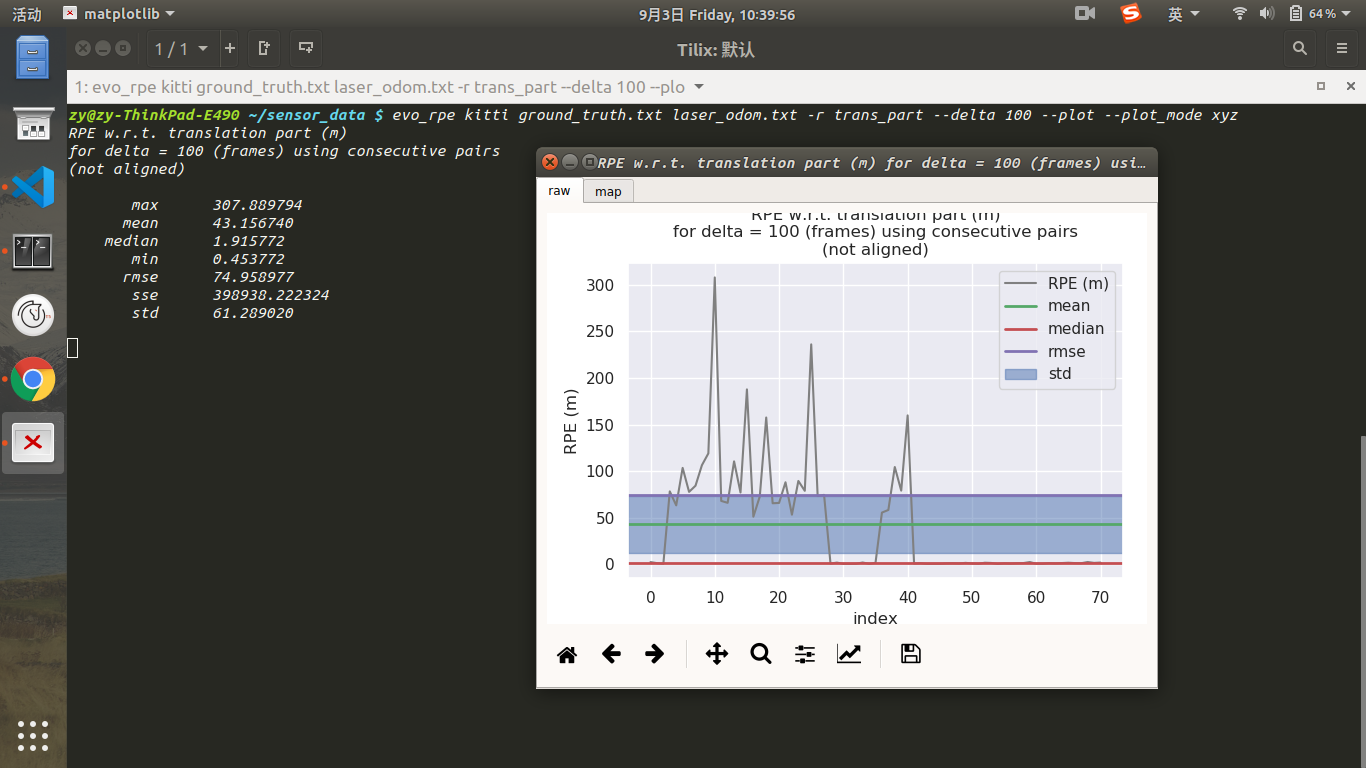 活动
matplotlib
9月3日 Friday, 10:39:56
英
64 %
1 / 1
Tilix: 默认
1: evo_rpe kitti ground_truth.txt laser_odom.txt -r trans_part --delta 100 --plo
zy@zy-ThinkPad-E490 ~/sensor_data $ evo_rpe kitti ground_truth.txt laser_odom.txt -r trans_part --delta 100 --plot --plot_mode xyz
RPE w.r.t. translation part (m)
for delta = 100 (frames) using consecutive pairs
(not aligned)
max 307.889794
mean 43.156740
median 1.915772
min 0.453772
rmse 74.958977
sse 398938.222324
std 61.289020
RPE w.r.t. translation part (m) for delta = 100 (frames) usi...
raw
map
RPE w.r.t. translation part (m)
for delta = 100 (frames) using consecutive pairs
(not aligned)
RPE (m)
mean
median
rmse
std
300
250
200
150
100
50
0
RPE (m)
0 10 20 30 40 50 60 70
index